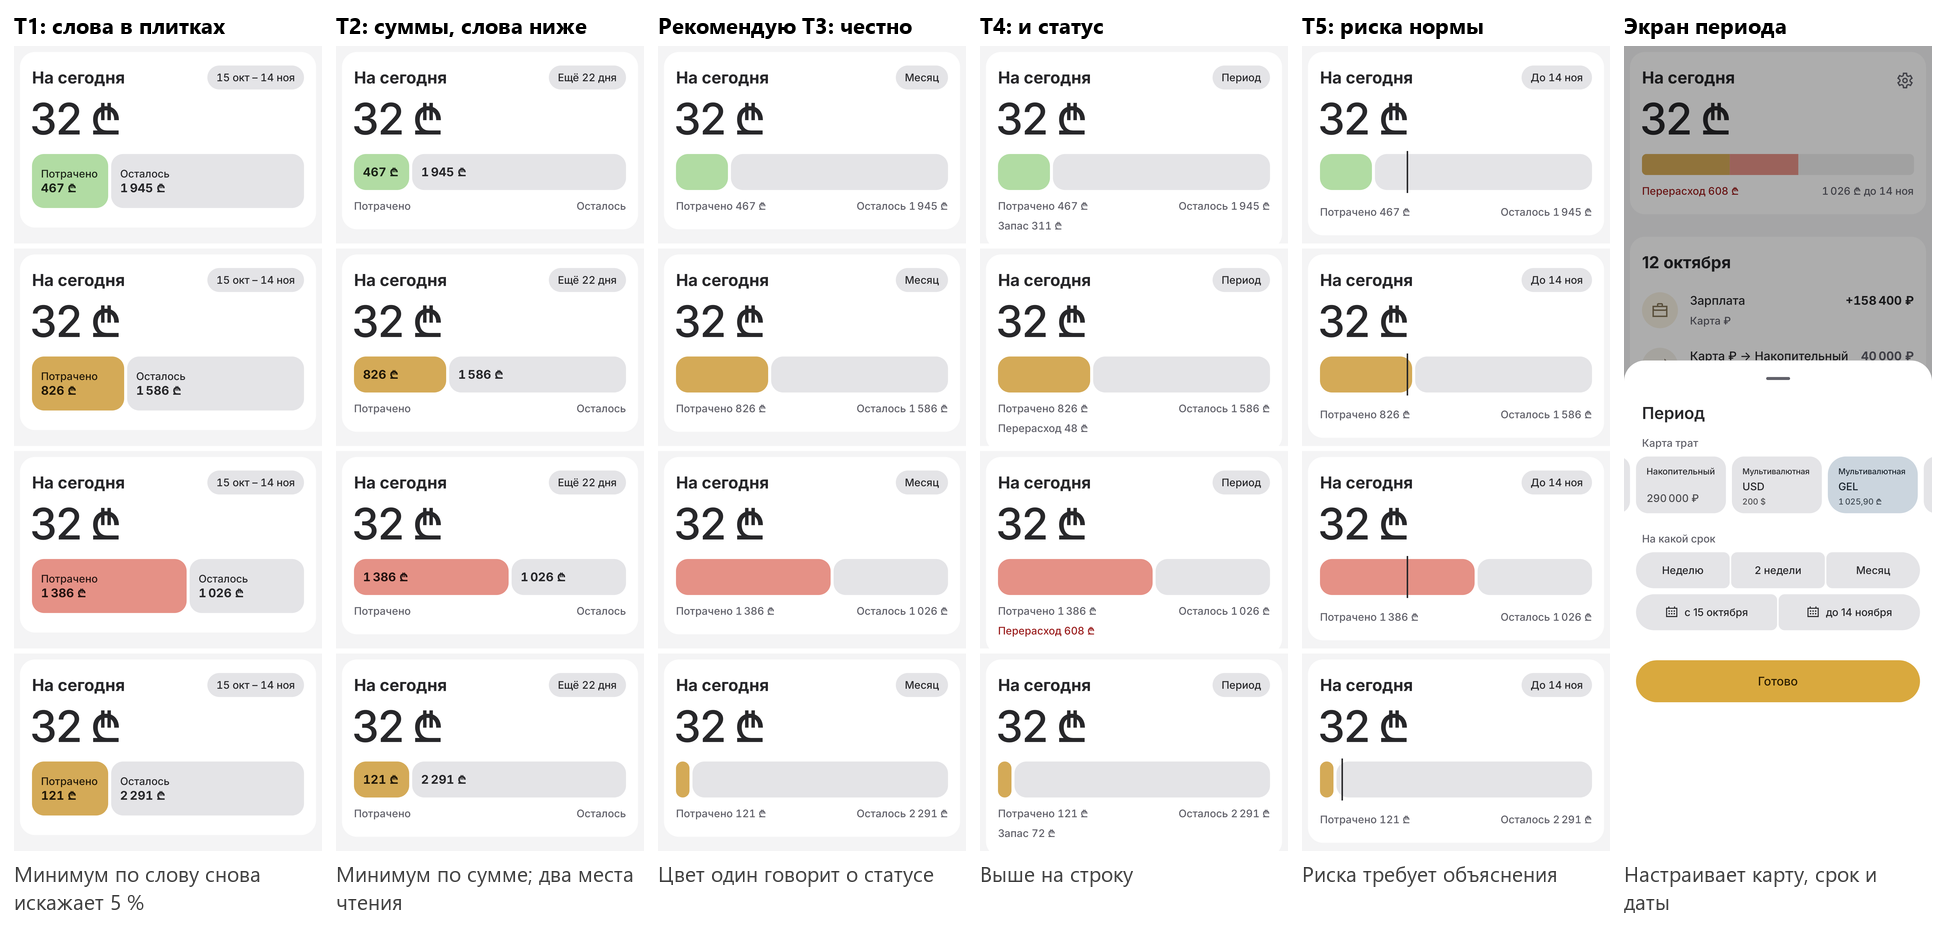 T1: слова в плитках
На сегодня
15 окт – 14 ноя
32 ₾
Потрачено
467 ₾
Осталось
1 945 ₾
На сегодня
15 окт – 14 ноя
32 ₾
Потрачено
826 ₾
Осталось
1 586 ₾
На сегодня
15 окт – 14 ноя
32 ₾
Потрачено
1 386 ₾
Осталось
1 026 ₾
На сегодня
15 окт – 14 ноя
32 ₾
Потрачено
121 ₾
Осталось
2 291 ₾
Минимум по слову снова
искажает 5 %
T2: суммы, слова ниже
На сегодня
Ещё 22 дня
32 ₾
467 ₾
1 945 ₾
Потрачено
Осталось
На сегодня
Ещё 22 дня
32 ₾
826 ₾
1 586 ₾
Потрачено
Осталось
На сегодня
Ещё 22 дня
32 ₾
1 386 ₾
1 026 ₾
Потрачено
Осталось
На сегодня
Ещё 22 дня
32 ₾
121 ₾
2 291 ₾
Потрачено
Осталось
Минимум по сумме; два места
чтения
Рекомендую T3: честно
На сегодня
Месяц
32 ₾
Потрачено 467 ₾
Осталось 1 945 ₾
На сегодня
Месяц
32 ₾
Потрачено 826 ₾
Осталось 1 586 ₾
На сегодня
Месяц
32 ₾
Потрачено 1 386 ₾
Осталось 1 026 ₾
На сегодня
Месяц
32 ₾
Потрачено 121 ₾
Осталось 2 291 ₾
Цвет один говорит о статусе
T4: и статус
На сегодня
Период
32 ₾
Потрачено 467 ₾
Осталось 1 945 ₾
Запас 311 ₾
На сегодня
Период
32 ₾
Потрачено 826 ₾
Осталось 1 586 ₾
Перерасход 48 ₾
На сегодня
Период
32 ₾
Потрачено 1 386 ₾
Осталось 1 026 ₾
Перерасход 608 ₾
На сегодня
Период
32 ₾
Потрачено 121 ₾
Осталось 2 291 ₾
Запас 72 ₾
Выше на строку
T5: риска нормы
На сегодня
До 14 ноя
32 ₾
Потрачено 467 ₾
Осталось 1 945 ₾
На сегодня
До 14 ноя
32 ₾
Потрачено 826 ₾
Осталось 1 586 ₾
На сегодня
До 14 ноя
32 ₾
Потрачено 1 386 ₾
Осталось 1 026 ₾
На сегодня
До 14 ноя
32 ₾
Потрачено 121 ₾
Осталось 2 291 ₾
Риска требует объяснения
Экран периода
На сегодня
32 ₾
Перерасход 608 ₾
1 026 ₾ до 14 ноя
12 октября
Зарплата
+158 400 ₽
Карта ₽
Карта ₽ → Накопительный
40 000 ₽
Период
Карта трат
Накопительный
290 000 ₽
Мультивалютная
USD
200 $
Мультивалютная
GEL
1 025,90 ₾
На какой срок
Неделю
2 недели
Месяц
с 15 октября
до 14 ноября
Готово
Настраивает карту, срок и
даты